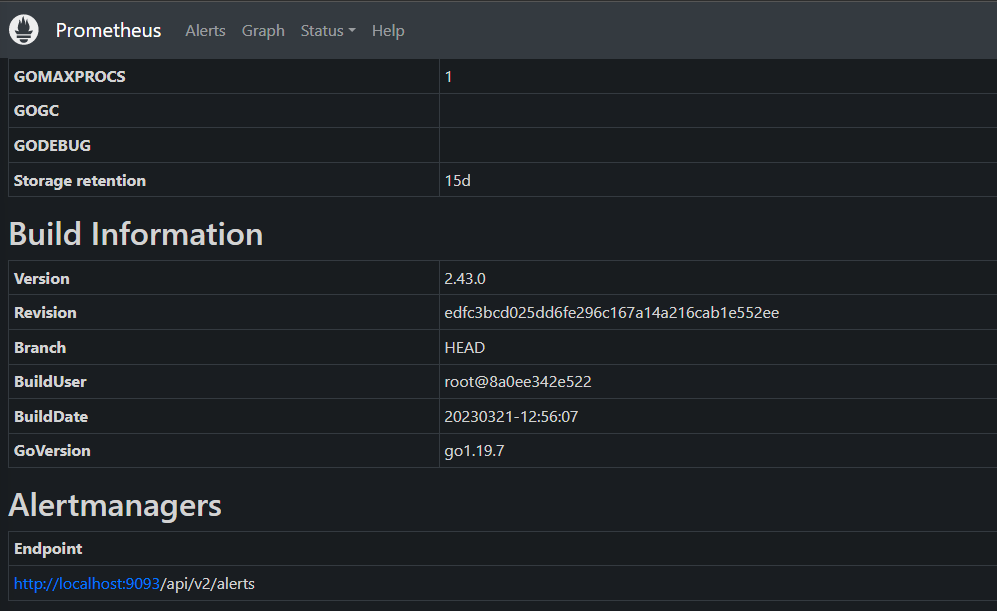 Prometheus Alerts Graph Status Help
GOMAXPROCS 1
GOGC
GODEBUG
Storage retention 15d
Build Information
Version 2.43.0
Revision edfc3bcd025dd6fe296c167a14a216cab1e552ee
Branch HEAD
BuildUser root@8a0ee342e522
BuildDate 20230321-12:56:07
GoVersion go1.19.7
Alertmanagers
Endpoint
http://localhost:9093/api/v2/alerts